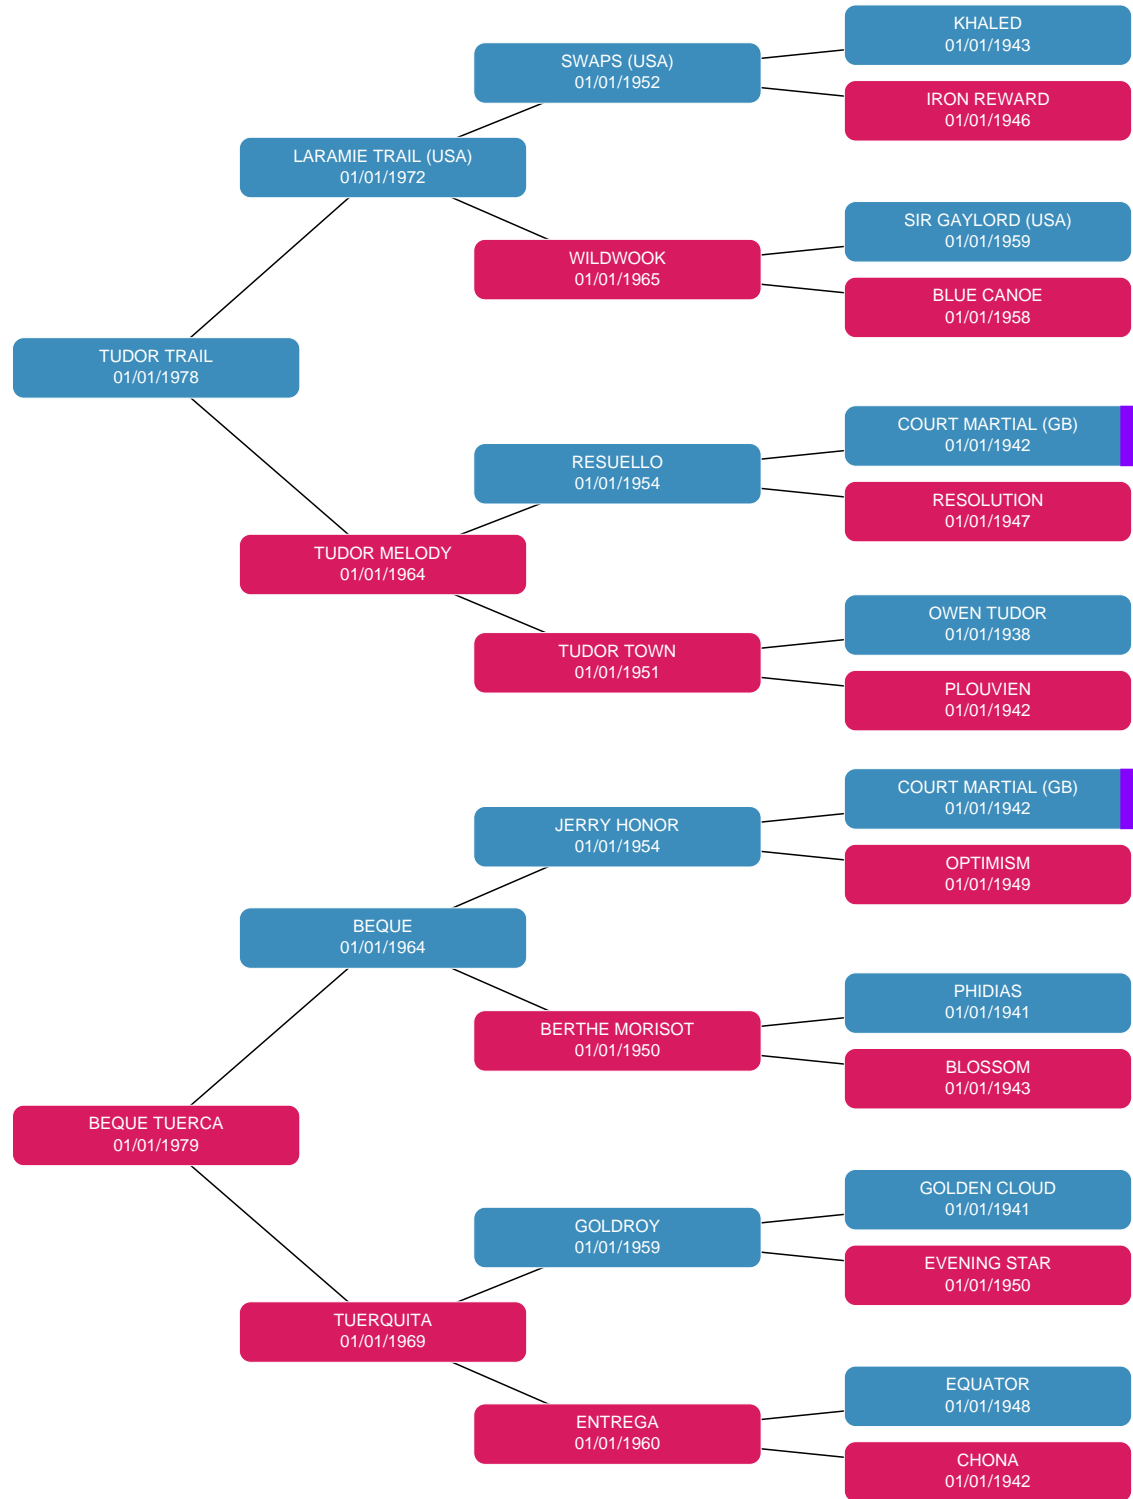 KHALED
01/01/1943
SWAPS (USA)
01/01/1952
IRON REWARD
01/01/1946
LARAMIE TRAIL (USA)
01/01/1972
SIR GAYLORD (USA)
01/01/1959
WILDWOOK
01/01/1965
BLUE CANOE
01/01/1958
TUDOR TRAIL
01/01/1978
COURT MARTIAL (GB)
01/01/1942
RESUELLO
01/01/1954
RESOLUTION
01/01/1947
TUDOR MELODY
01/01/1964
OWEN TUDOR
01/01/1938
TUDOR TOWN
01/01/1951
PLOUVIEN
01/01/1942
COURT MARTIAL (GB)
01/01/1942
JERRY HONOR
01/01/1954
OPTIMISM
01/01/1949
BEQUE
01/01/1964
PHIDIAS
01/01/1941
BERTHE MORISOT
01/01/1950
BLOSSOM
01/01/1943
BEQUE TUERCA
01/01/1979
GOLDEN CLOUD
01/01/1941
GOLDROY
01/01/1959
EVENING STAR
01/01/1950
TUERQUITA
01/01/1969
EQUATOR
01/01/1948
ENTREGA
01/01/1960
CHONA
01/01/1942